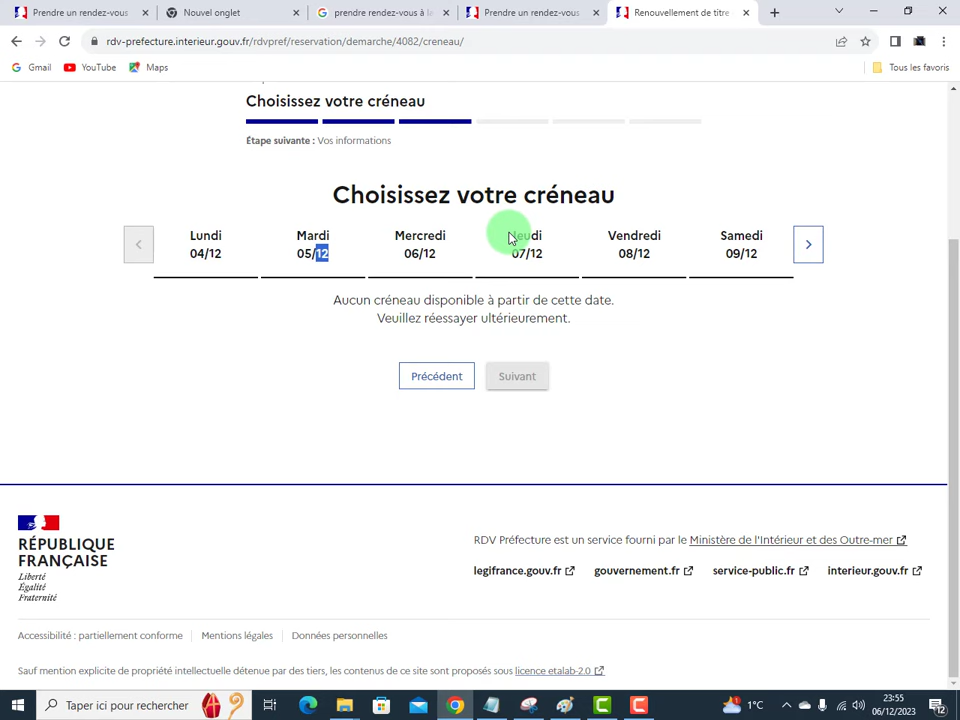 Prendre un rendez-vous
Nouvel onglet
prendre rendez-vous à l
Prendre un rendez-vous
Renouvellement de titre
rdv-prefecture.interieur.gouv.fr/rdvpref/reservation/demarche/4082/creneau/
Gmail
YouTube
Maps
Tous les favoris
Choisissez votre créneau
Étape suivante : Vos informations
Choisissez votre créneau
Lundi
04/12
Mardi
05/12
Mercredi
06/12
Jeudi
07/12
Vendredi
08/12
Samedi
09/12
Aucun créneau disponible à partir de cette date.
Veuillez réessayer ultérieurement.
Précédent
Suivant
RÉPUBLIQUE
FRANÇAISE
Liberté
Égalité
Fraternité
RDV Préfecture est un service fourni par le Ministère de l'Intérieur et des Outre-mer
legifrance.gouv.fr
gouvernement.fr
service-public.fr
interieur.gouv.fr
Accessibilité : partiellement conforme
Mentions légales
Données personnelles
Sauf mention explicite de propriété intellectuelle détenue par des tiers, les contenus de ce site sont proposés sous licence etalab-2.0
Taper ici pour rechercher
1°C
23:55
06/12/2023
12